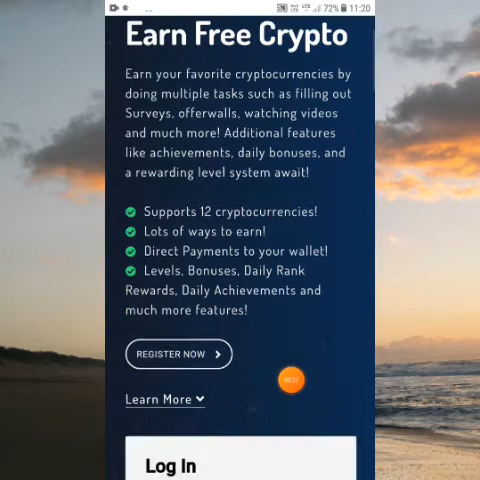 ... 72% 11:20
Earn Free Crypto
Earn your favorite cryptocurrencies by
doing multiple tasks such as filling out
Surveys, offerwalls, watching videos
and much more! Additional features
like achievements, daily bonuses, and
a rewarding level system await!
Supports 12 cryptocurrencies!
Lots of ways to earn!
Direct Payments to your wallet!
Levels, Bonuses, Daily Rank
Rewards, Daily Achievements and
much more features!
REGISTER NOW
Learn More
Log In